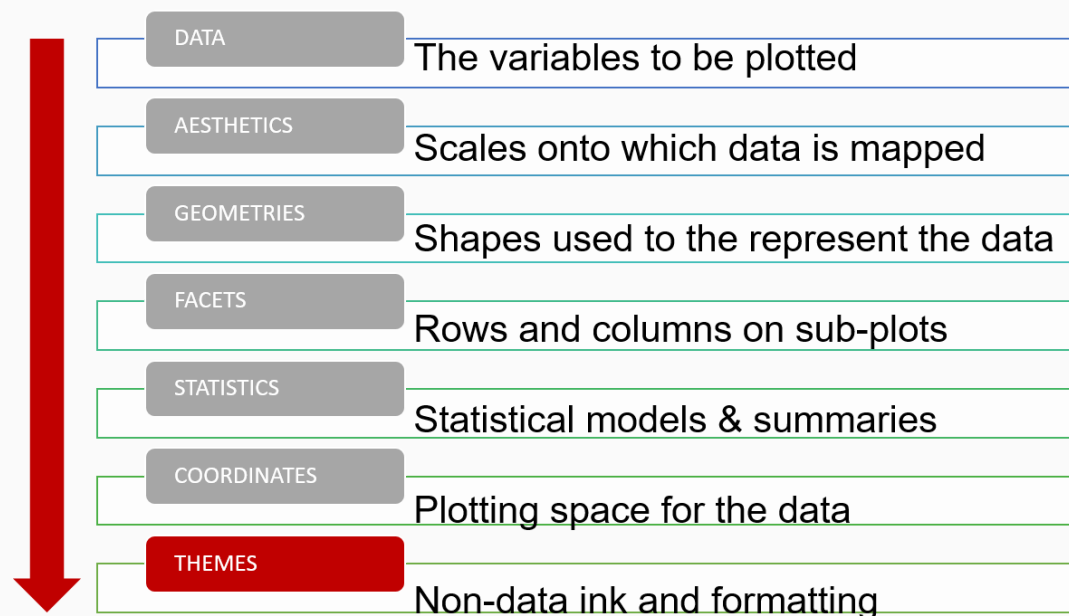 DATA
The variables to be plotted
AESTHETICS
Scales onto which data is mapped
GEOMETRIES
Shapes used to the represent the data
FACETS
Rows and columns on sub-plots
STATISTICS
Statistical models & summaries
COORDINATES
Plotting space for the data
THEMES
Non-data ink and formatting